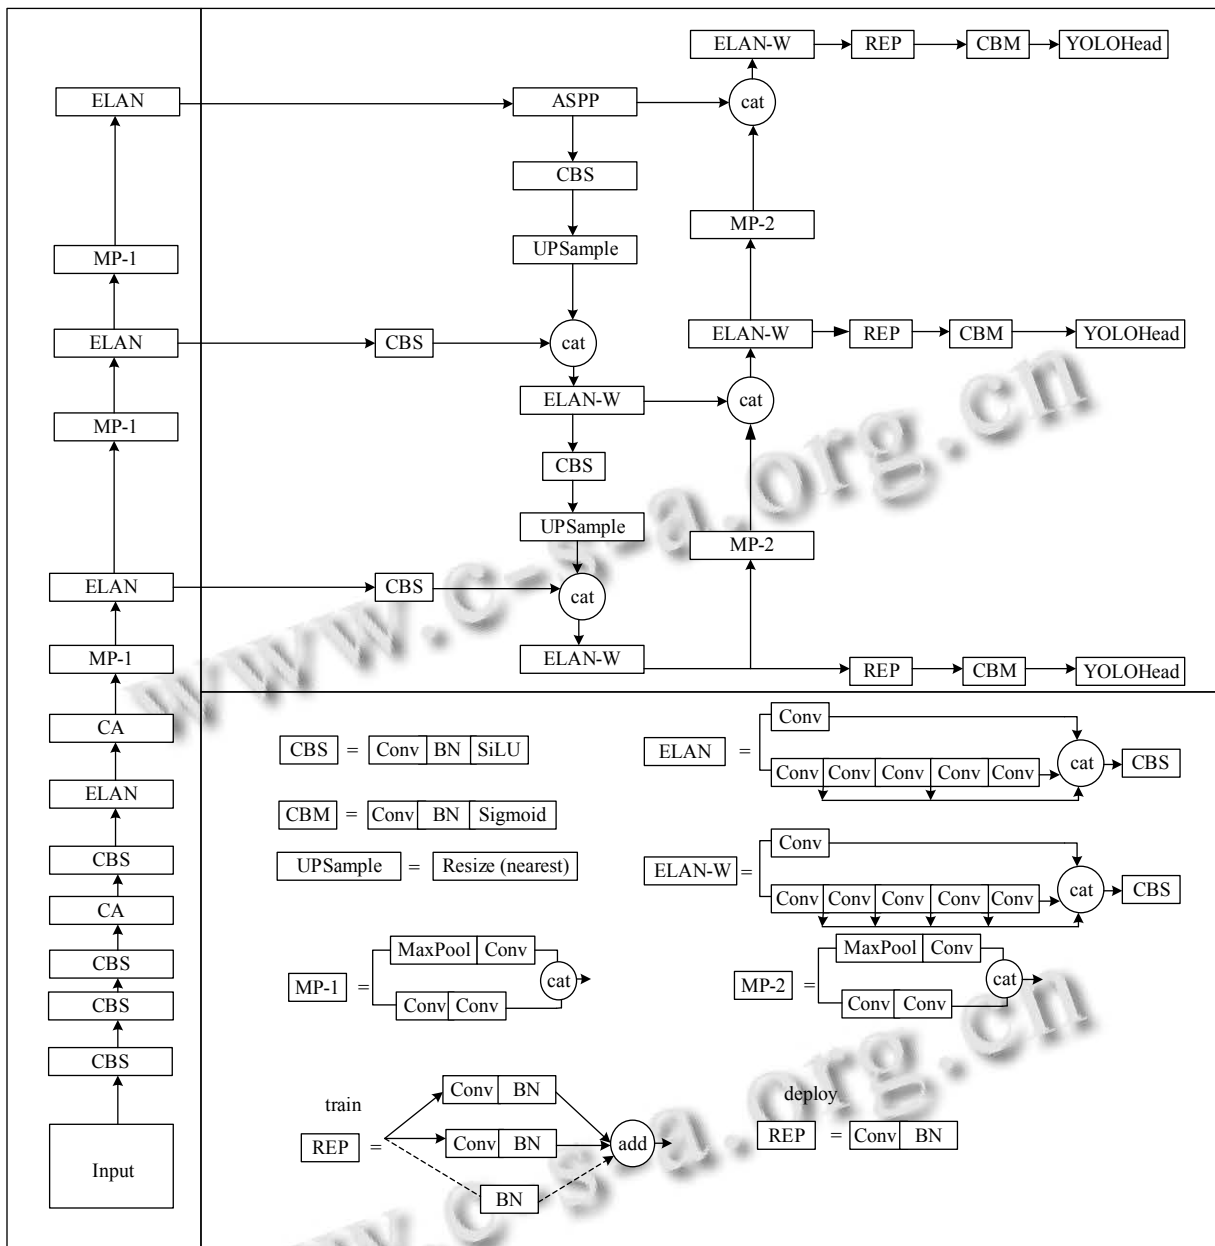 ELAN-W REP CBM YOLOHead
ELAN ASPP cat
CBS
MP-2
MP-1 UPSample
ELAN CBS cat ELAN-W REP CBM YOLOHead
ELAN-W cat
MP-1
CBS
UPSample
MP-2
ELAN CBS cat
MP-1 ELAN-W REP CBM YOLOHead
CA
ELAN
CBS
CA
CBS
CBS
CBS
Input
CBS = Conv BN SiLU
CBM = Conv BN Sigmoid
UPSample = Resize (nearest)
MP-1 = MaxPool Conv
Conv Conv
cat
train
REP = Conv BN
Conv BN
BN
add
ELAN = Conv
Conv Conv Conv Conv Conv
cat CBS
ELAN-W = Conv
Conv Conv Conv Conv Conv
cat CBS
MP-2 = MaxPool Conv
Conv Conv
cat
deploy
REP = Conv BN
www.c-s-a.org.cn
www.c-s-a.org.cn